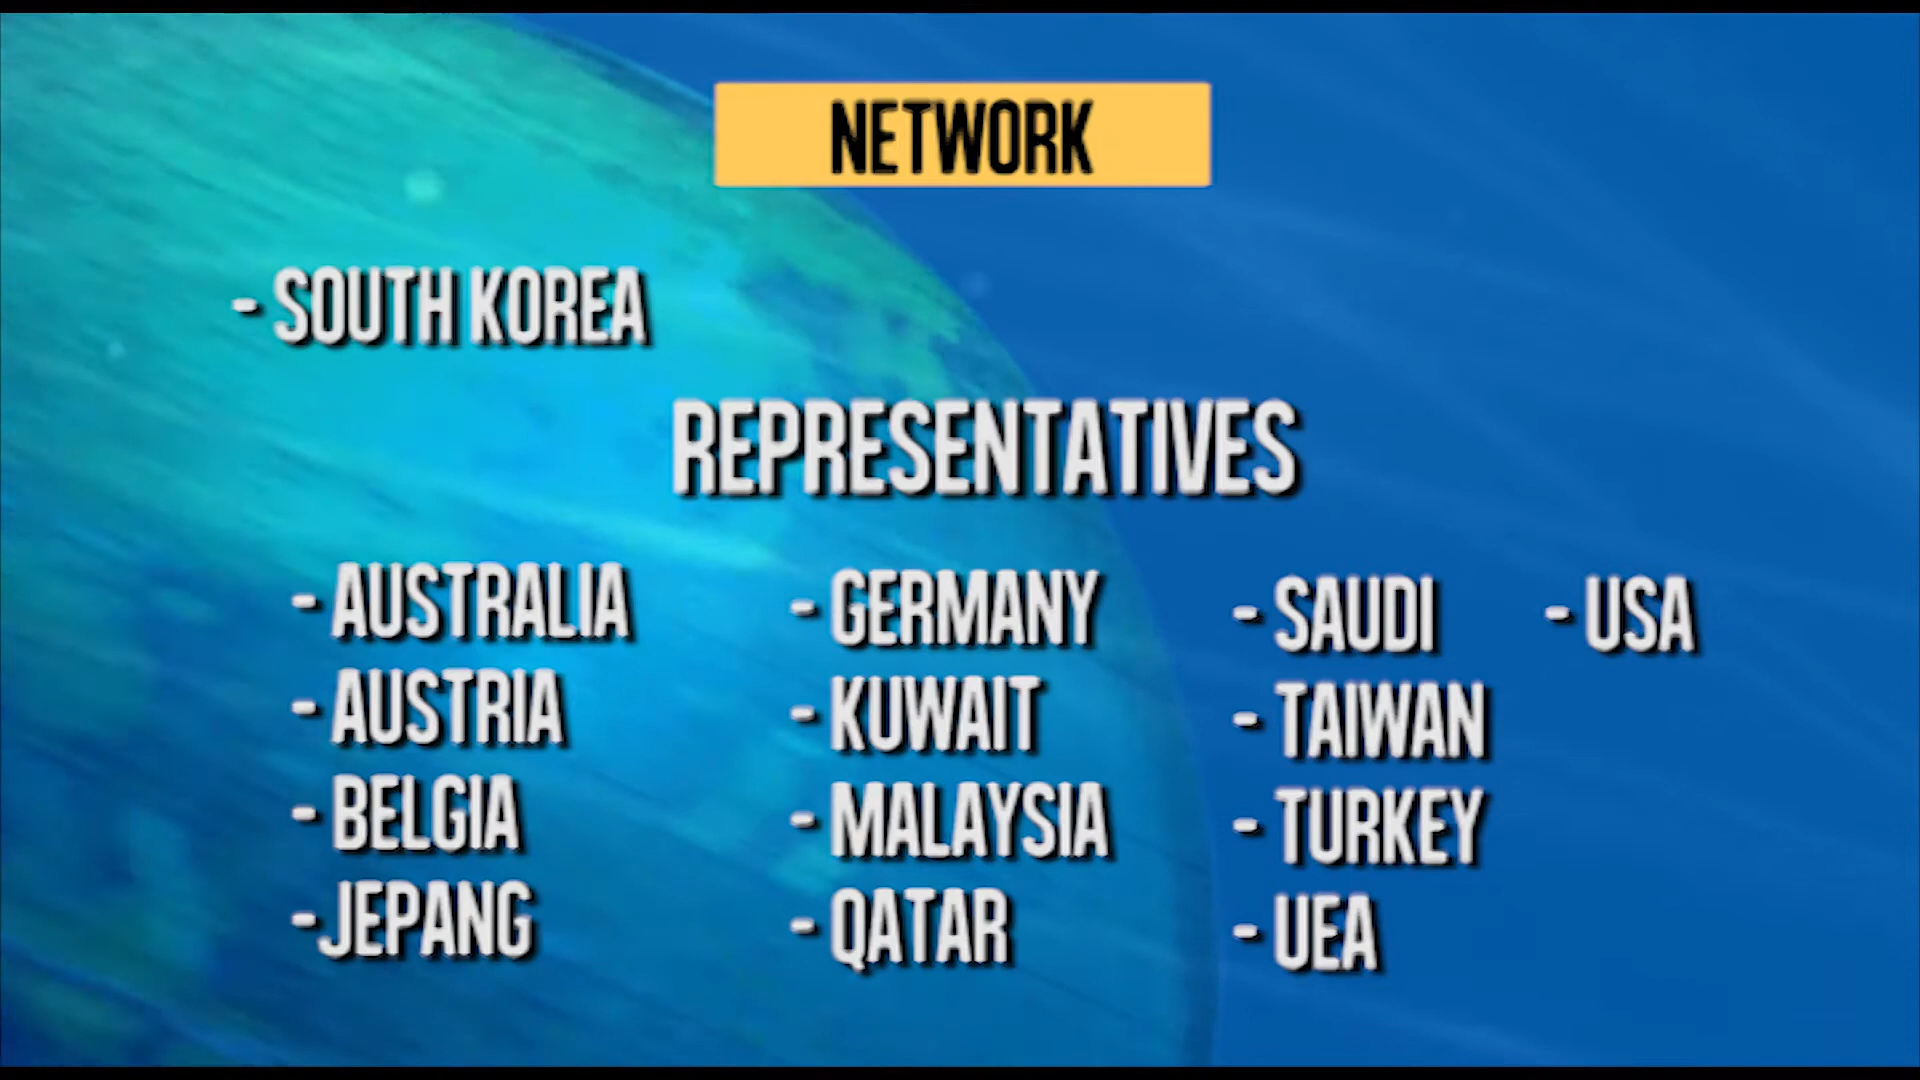 NETWORK
- SOUTH KOREA
REPRESENTATIVES
- AUSTRALIA
- AUSTRIA
- BELGIA
-JEPANG
- GERMANY
- KUWAIT
- MALAYSIA
- QATAR
- SAUDI
- TAIWAN
- TURKEY
- UEA
- USA